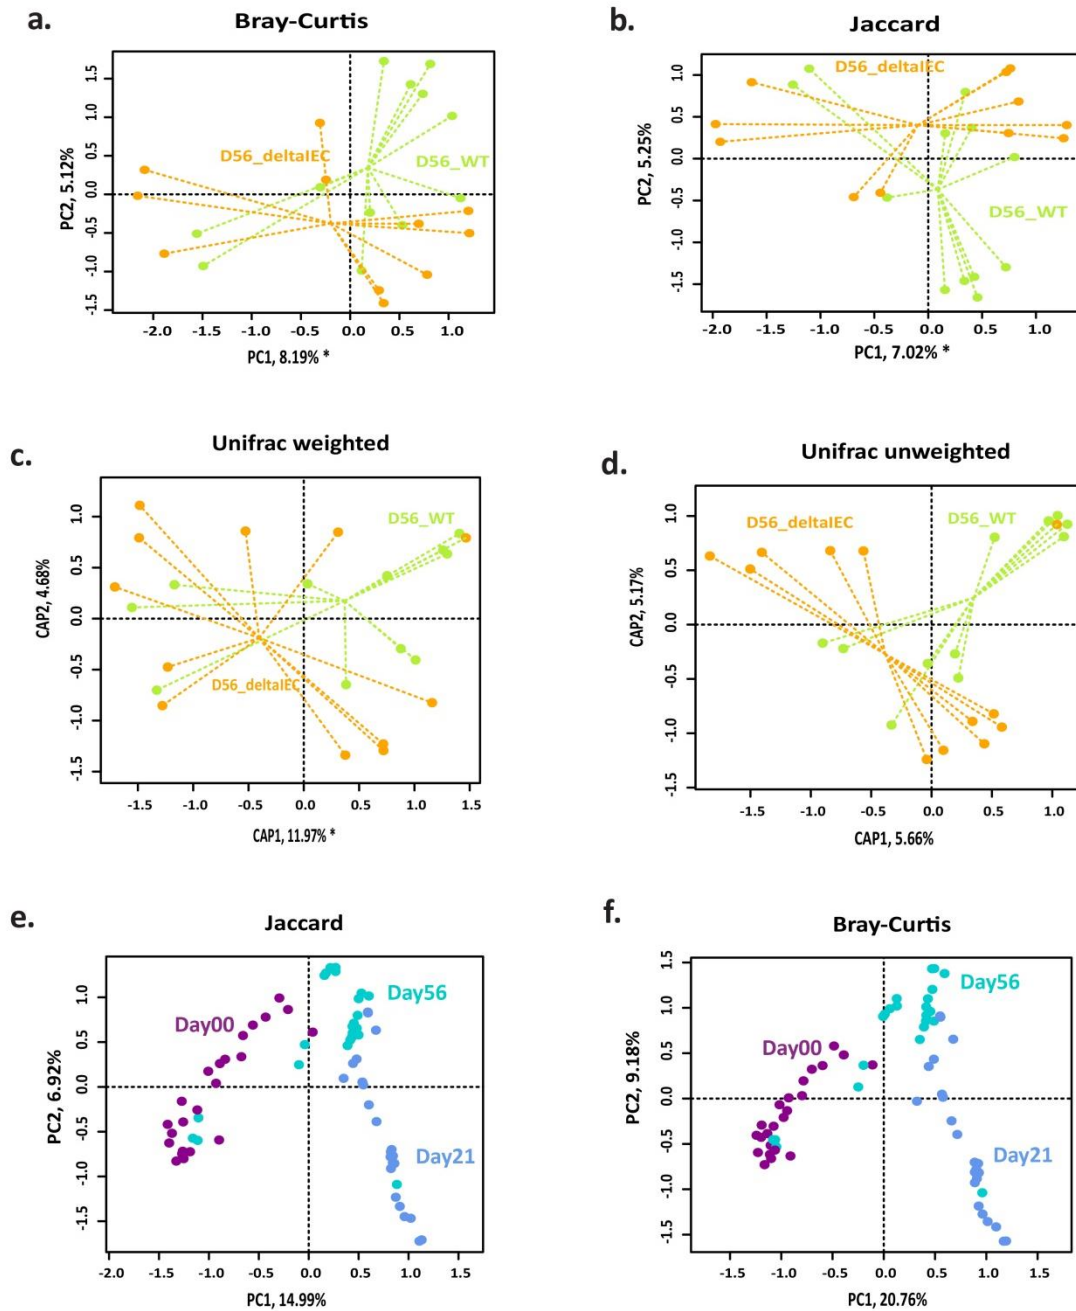 a.
Bray-Curtis
PC2, 5.12%
1.5
1.0
0.5
0.0
-0.5
-1.0
-1.5
D56_deltaIEC
D56_WT
-2.0 -1.5 -1.0 -0.5 0.0 0.5 1.0
PC1, 8.19% *
b.
Jaccard
PC2, 5.25%
1.0
0.5
0.0
-0.5
-1.0
-1.5
D56_deltaIEC
D56_WT
-2.0 -1.5 -1.0 -0.5 0.0 0.5 1.0
PC1, 7.02% *
c.
Unifrac weighted
CAP2, 4.68%
1.0
0.5
0.0
-0.5
-1.0
-1.5
D56_WT
D56_deltaIEC
-1.5 -1.0 -0.5 0.0 0.5 1.0 1.5
CAP1, 11.97% *
d.
Unifrac unweighted
CAP2, 5.17%
1.0
0.5
0.0
-0.5
-1.0
-1.5
D56_deltaIEC
D56_WT
-1.5 -1.0 -0.5 0.0 0.5 1.0
CAP1, 5.66%
e.
Jaccard
PC2, 6.92%
1.0
0.5
0.0
-0.5
-1.0
-1.5
Day56
Day00
Day21
-2.0 -1.5 -1.0 -0.5 0.0 0.5 1.0 1.5
PC1, 14.99%
f.
Bray-Curtis
PC2, 9.18%
1.5
1.0
0.5
0.0
-0.5
-1.0
-1.5
Day56
Day00
Day21
-1.5 -1.0 -0.5 0.0 0.5 1.0 1.5
PC1, 20.76%